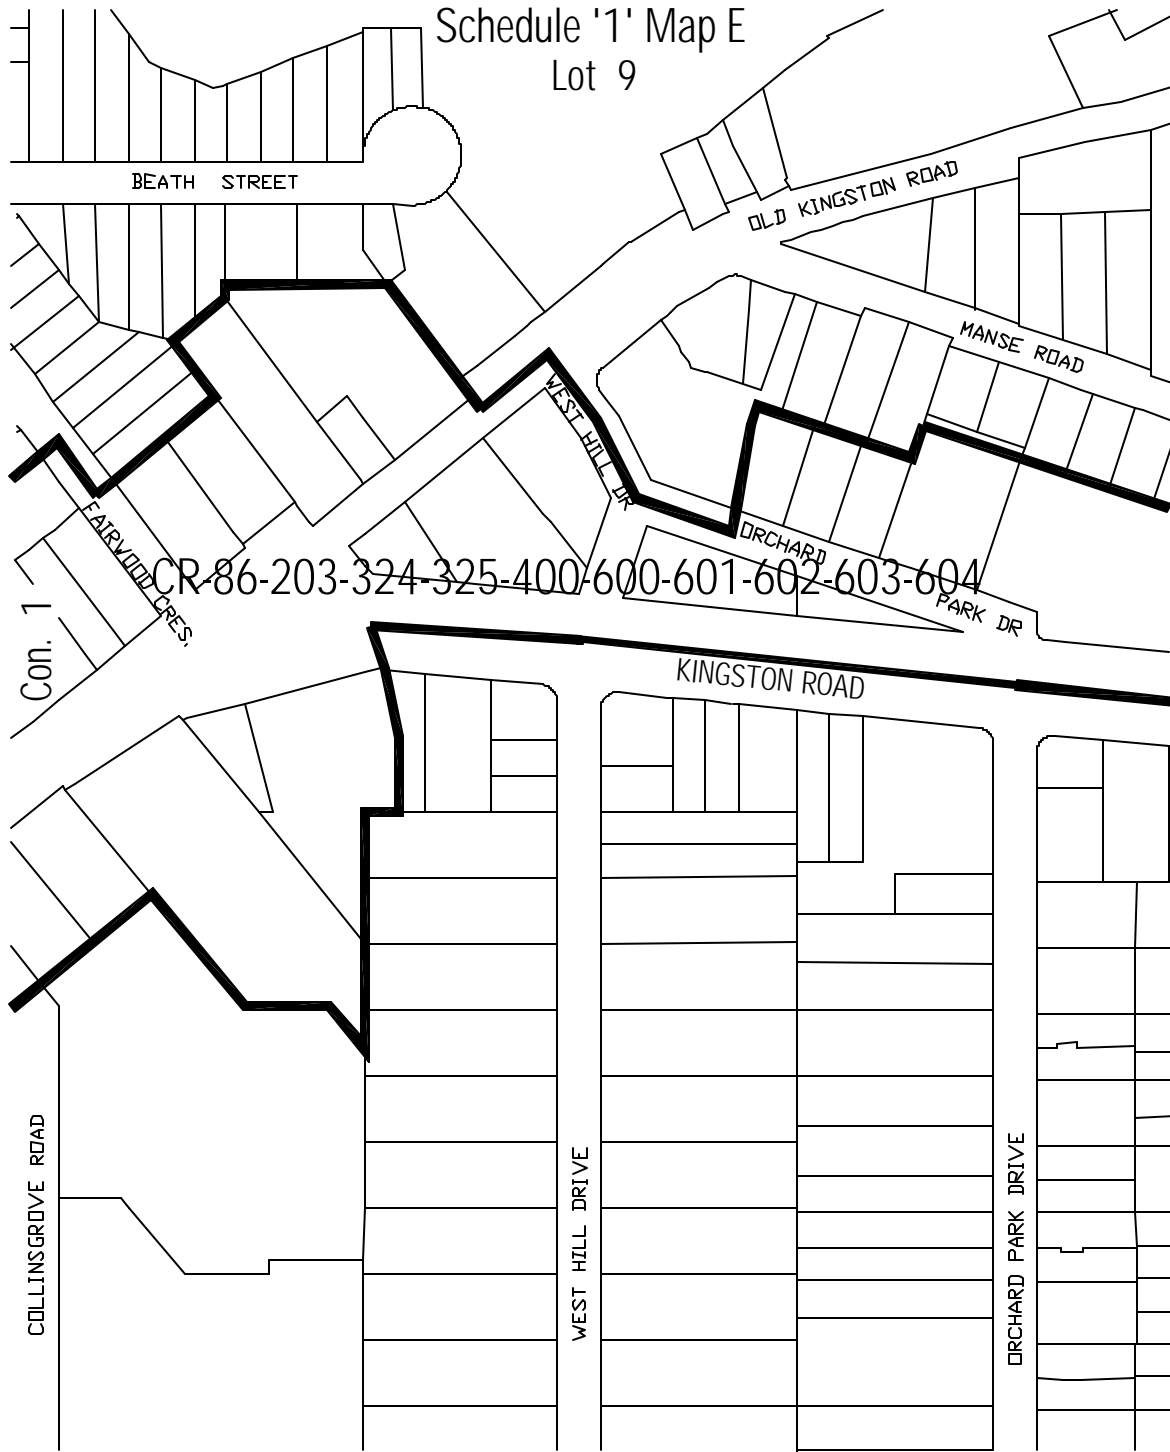 Schedule '1' Map E
Lot 9
BEATH STREET
OLD KINGSTON ROAD
MANSE ROAD
WEST HILL DR
FAIRWOOD CRES.
ORCHARD
PARK DR
CR-86-203-324-325-400-600-601-602-603-604
Con. 1
KINGSTON ROAD
COLLINSGROVE ROAD
WEST HILL DRIVE
ORCHARD PARK DRIVE